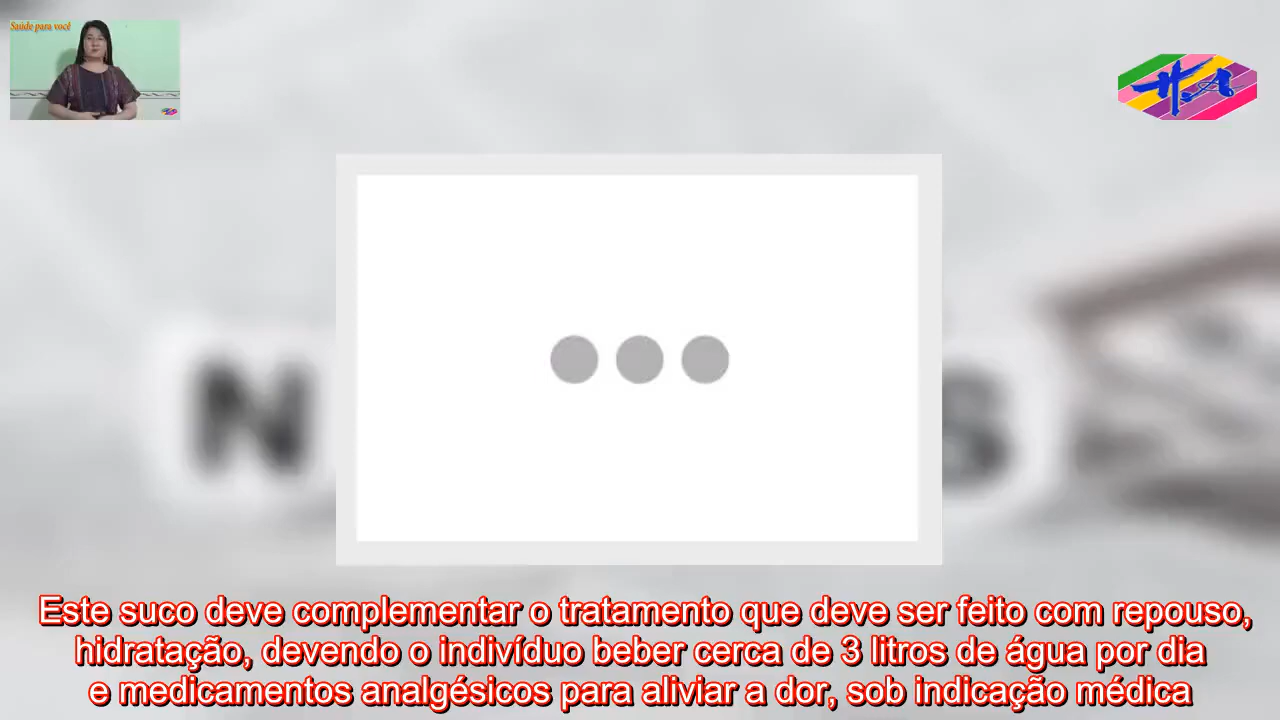 Saúde para você
H.A
N
S
Este suco deve complementar o tratamento que deve ser feito com repouso,
hidratação, devendo o indivíduo beber cerca de 3 litros de água por dia
e medicamentos analgésicos para aliviar a dor, sob indicação médica